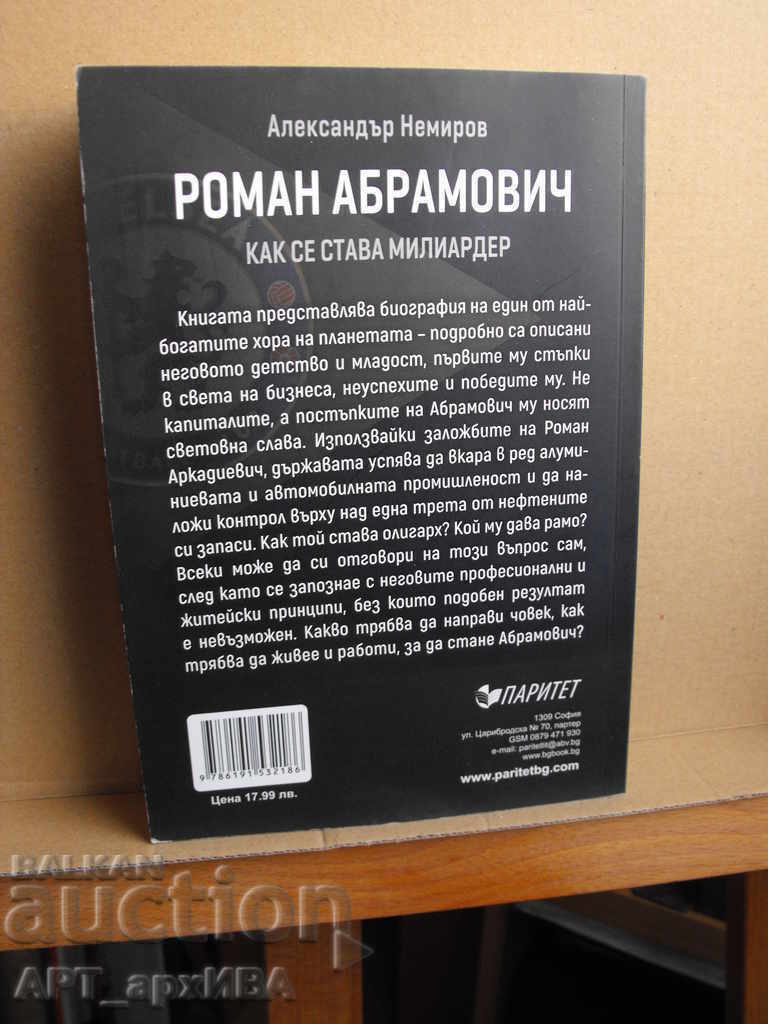 Александър Немиров
РОМАН АБРАМОВИЧ
КАК СЕ СТАВА МИЛИАРДЕР
Книгата представлява биография на един от най-
богатите хора на планетата – подробно са описани
неговото детство и младост, първите му стъпки
в света на бизнеса, неуспехите и победите му. Не
капиталите, а постъпките на Абрамович му носят
световна слава. Използвайки заложбите на Роман
Аркадиевич, държавата успява да вкара в ред алуми-
ниевата и автомобилната промишленост и да на-
ложи контрол върху над една трета от нефтените
си запаси. Как той става олигарх? Кой му дава рамо?
Всеки може да си отговори на този въпрос сам,
след като се запознае с неговите професионални и
житейски принципи, без които подобен резултат
е невъзможен. Какво трябва да направи човек, как
трябва да живее и работи, за да стане Абрамович?
ПАРИТЕТ
1309 София
ул. Царибродска № 70, партер
GSM 0879 471 930
e-mail: paritetit@abv.bg
www.bgbook.bg
www.paritetbg.com
9 786191 532186
Цена 17.99 лв.
BALKAN
auction
АРТ_архИВА